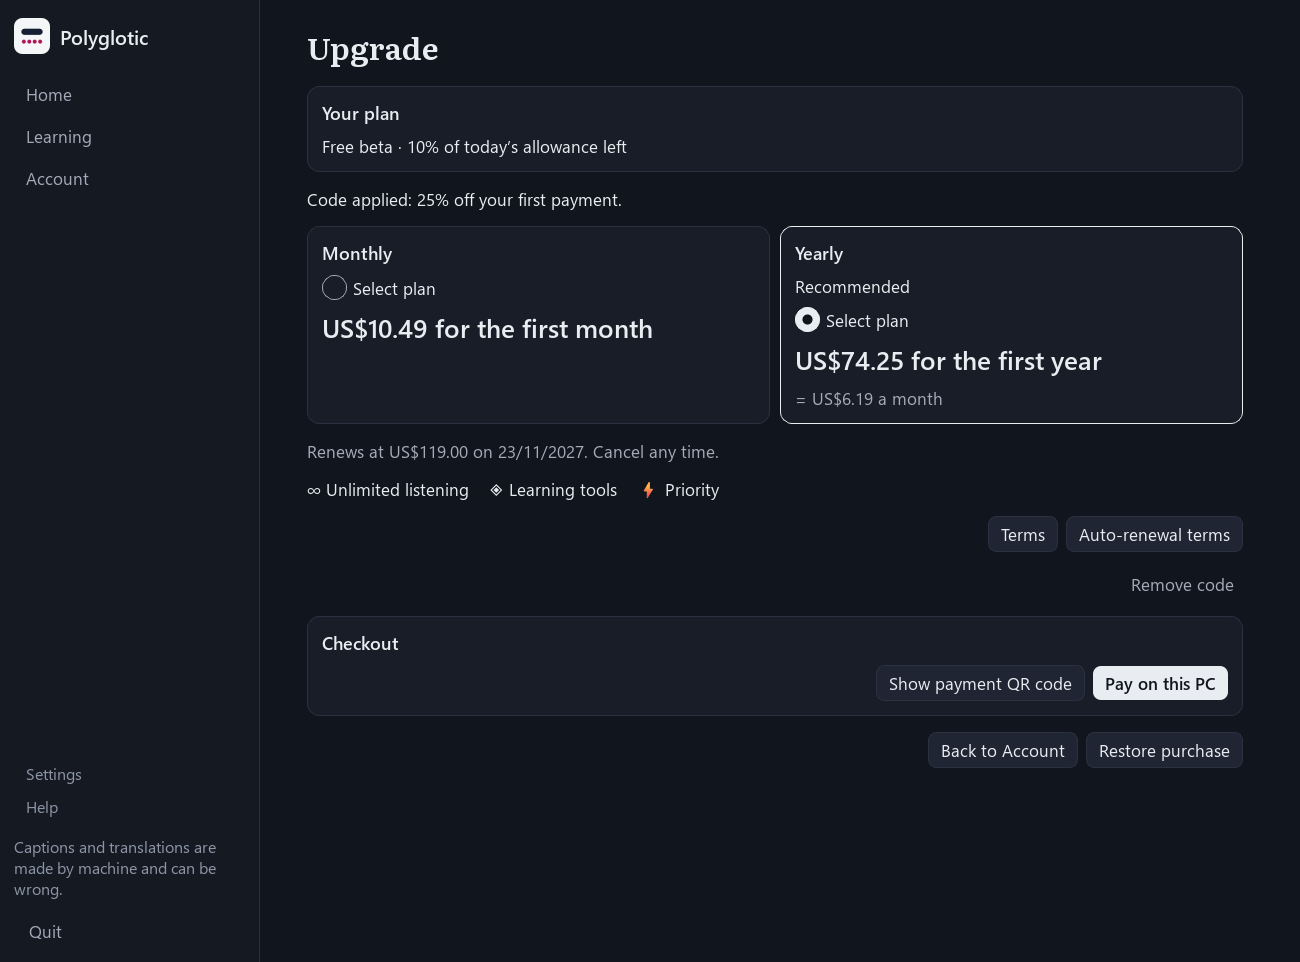 Polyglotic
Home
Learning
Account
Settings
Help
Captions and translations are
made by machine and can be
wrong.
Quit
Upgrade
Your plan
Free beta · 10% of today’s allowance left
Code applied: 25% off your first payment.
Monthly
Select plan
US$10.49 for the first month
Yearly
Recommended
Select plan
US$74.25 for the first year
= US$6.19 a month
Renews at US$119.00 on 23/11/2027. Cancel any time.
∞ Unlimited listening
◈ Learning tools
⚡ Priority
Terms
Auto-renewal terms
Remove code
Checkout
Show payment QR code
Pay on this PC
Back to Account
Restore purchase